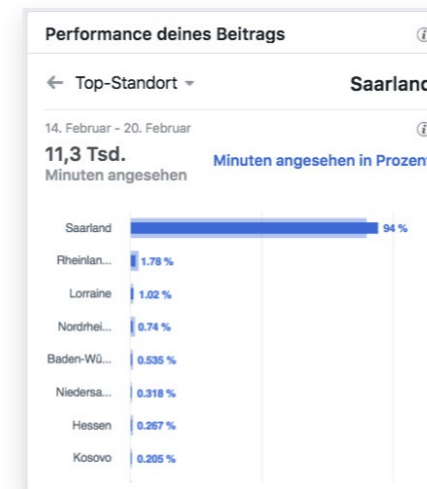 Performance deines Beitrags
Top-Standort
Saarland
14. Februar - 20. Februar
11,3 Tsd.
Minuten angesehen
Minuten angesehen in Prozent
Saarland 94 %
Rheinlan... 1.78 %
Lorraine 1.02 %
Nordrhei... 0.74 %
Baden-Wü... 0.535 %
Niedersa... 0.318 %
Hessen 0.267 %
Kosovo 0.205 %